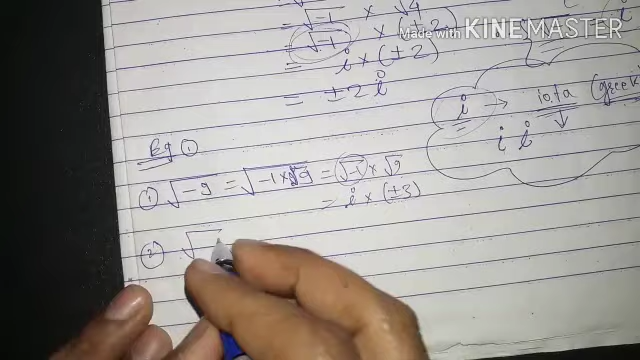 = √-1 × √4
= √-1 × (±2)
= i × (±2)
= ±2 i
i → iota (greek)
i i
Eg ①
① √-9 = √-1×9 = √-1 × √9
= i × (±3)
② √
Made with KINEMASTER